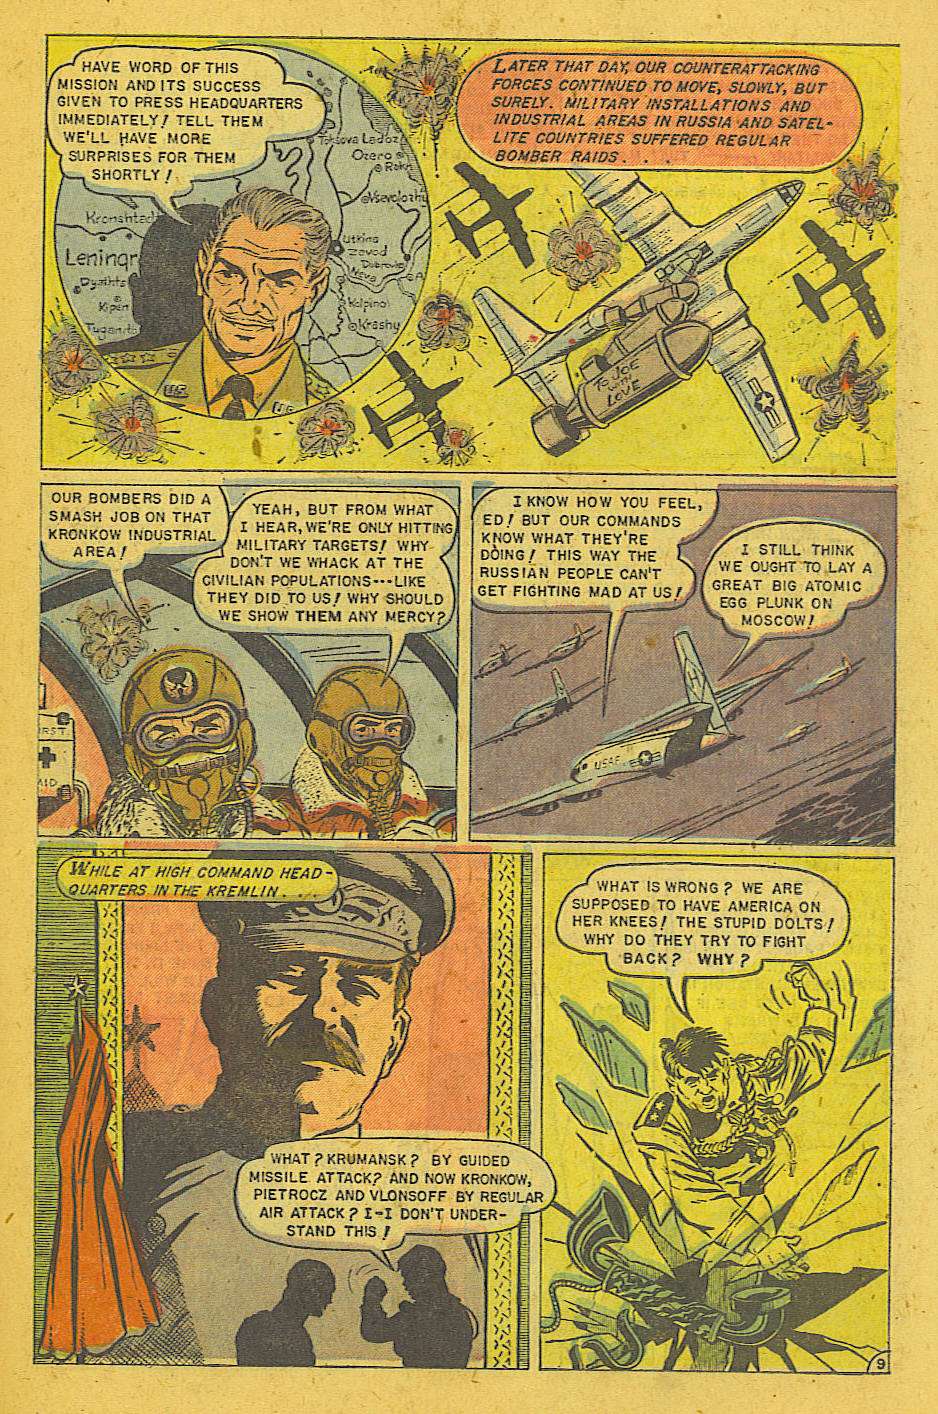 HAVE WORD OF THIS
MISSION AND ITS SUCCESS
GIVEN TO PRESS HEADQUARTERS
IMMEDIATELY! TELL THEM
WE'LL HAVE MORE
SURPRISES FOR THEM
SHORTLY!
Toksova Ladoz
Ozero
Rokn
Vsevolozhy
Kronshtad
Leningr
Utkina
Zavod
Dubrovka
Neva
Kolpino
Krashy
Kipen
U.S.
LATER THAT DAY, OUR COUNTERATTACKING
FORCES CONTINUED TO MOVE, SLOWLY, BUT
SURELY. MILITARY INSTALLATIONS AND
INDUSTRIAL AREAS IN RUSSIA AND SATEL-
LITE COUNTRIES SUFFERED REGULAR
BOMBER RAIDS. . .
TO JOE
WITH
LOVE
OUR BOMBERS DID A
SMASH JOB ON THAT
KRONKOW INDUSTRIAL
AREA!
YEAH, BUT FROM WHAT
I HEAR, WE'RE ONLY HITTING
MILITARY TARGETS! WHY
DON'T WE WHACK AT THE
CIVILIAN POPULATIONS---LIKE
THEY DID TO US! WHY SHOULD
WE SHOW THEM ANY MERCY?
I KNOW HOW YOU FEEL,
ED! BUT OUR COMMANDS
KNOW WHAT THEY'RE
DOING! THIS WAY THE
RUSSIAN PEOPLE CAN'T
GET FIGHTING MAD AT US!
I STILL THINK
WE OUGHT TO LAY A
GREAT BIG ATOMIC
EGG PLUNK ON
MOSCOW!
USAF
WHILE AT HIGH COMMAND HEAD-
QUARTERS IN THE KREMLIN. . . .
WHAT? KRUMANSK? BY GUIDED
MISSILE ATTACK? AND NOW KRONKOW,
PIETROCZ AND VLONSOFF BY REGULAR
AIR ATTACK? I-I DON'T UNDER-
STAND THIS!
WHAT IS WRONG? WE ARE
SUPPOSED TO HAVE AMERICA ON
HER KNEES! THE STUPID DOLTS!
WHY DO THEY TRY TO FIGHT
BACK? WHY?
9